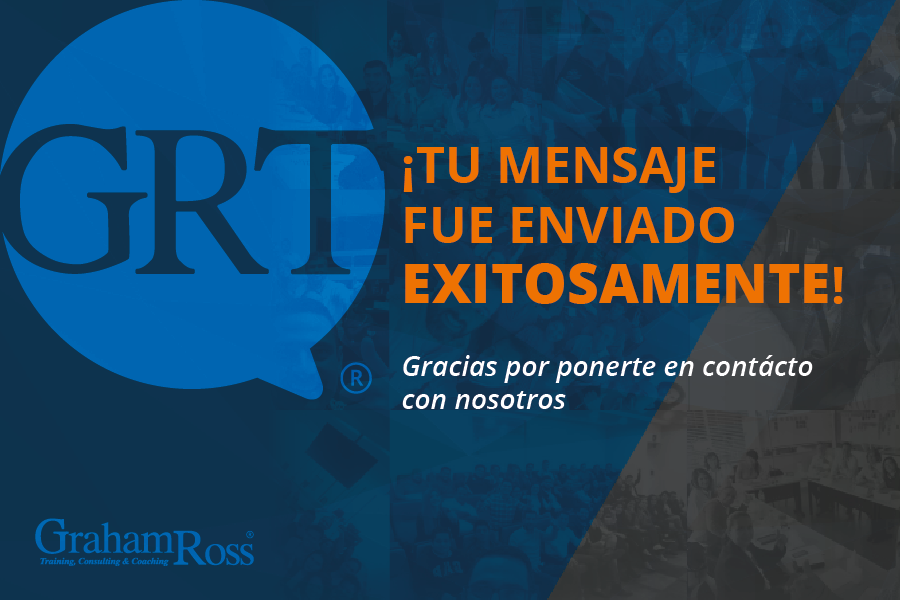 GRT
®
¡TU MENSAJE
FUE ENVIADO
EXITOSAMENTE!
Gracias por ponerte en contácto
con nosotros
GrahamRoss®
Training, Consulting & Coaching